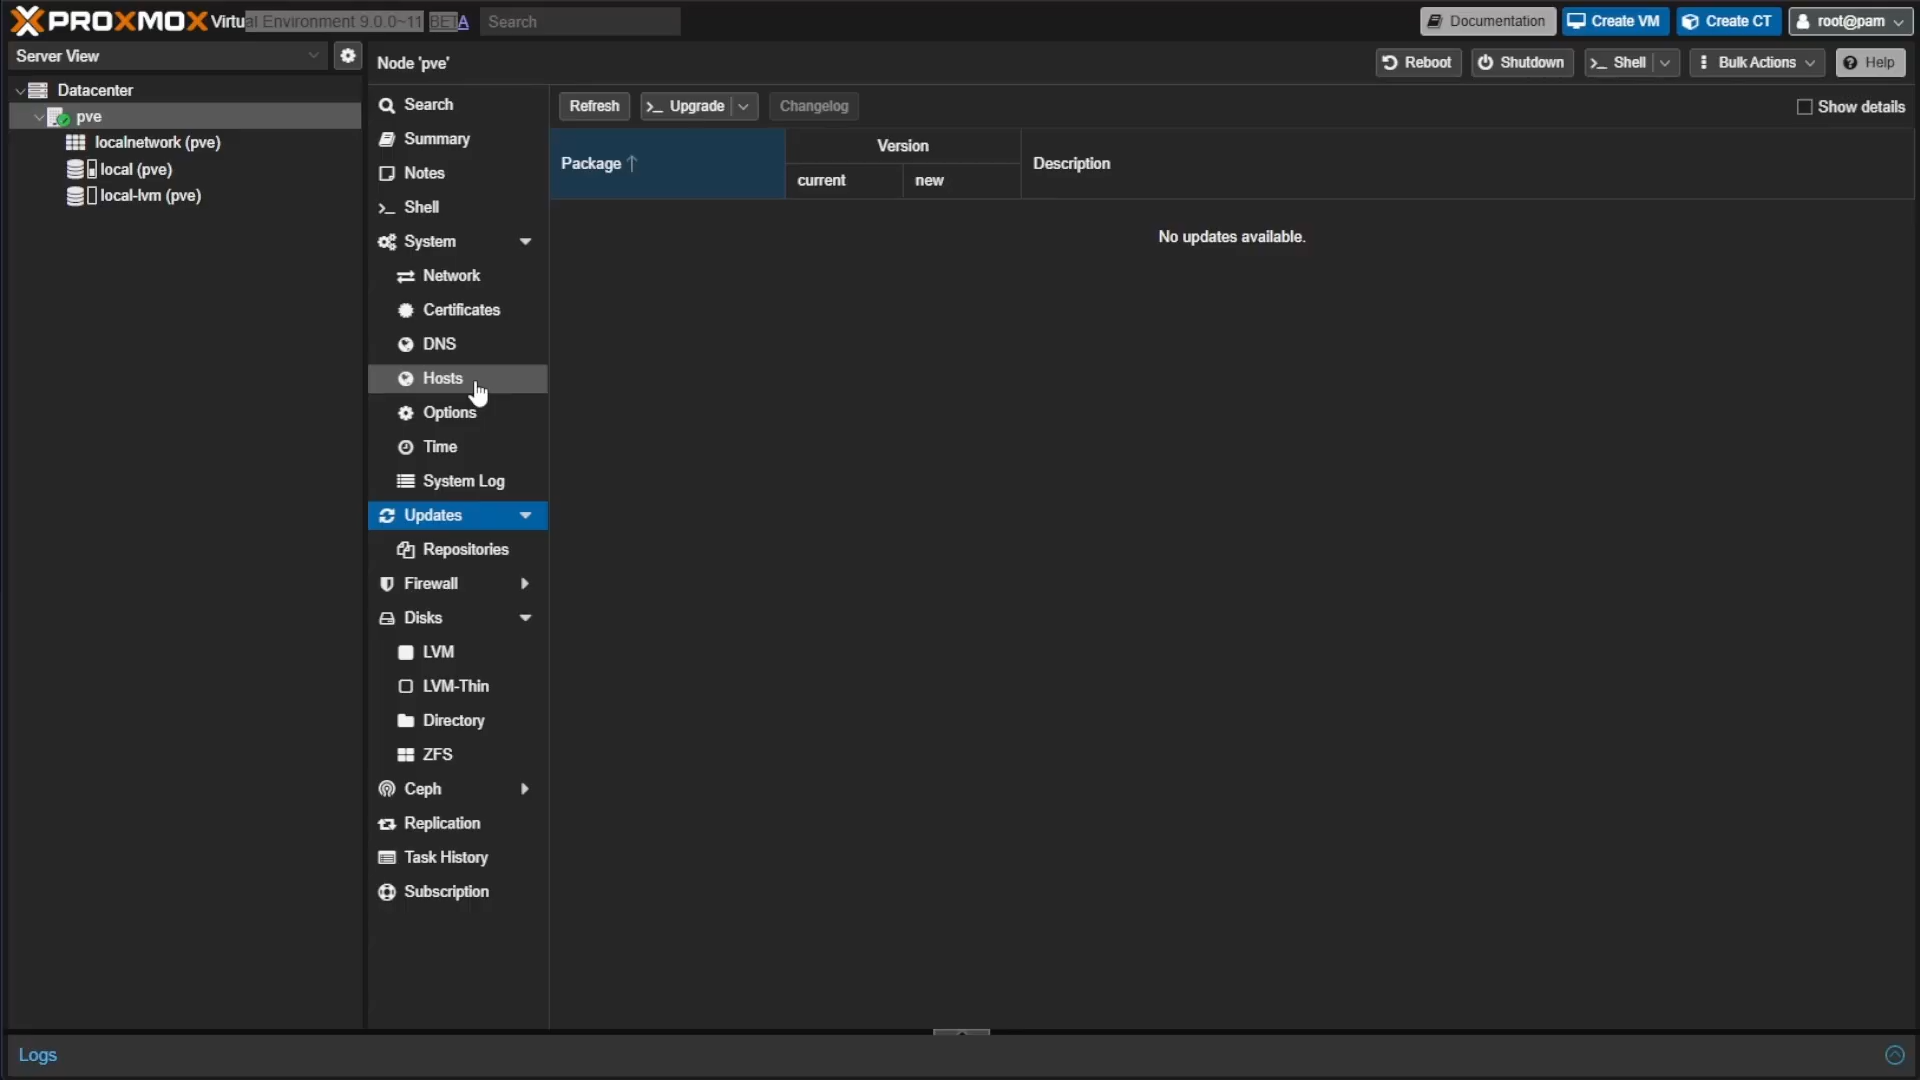 PROXMOX Virtual Environment 9.0.0~11 BETA Search Documentation Create VM Create CT root@pam
Server View
Node 'pve' Reboot Shutdown Shell Bulk Actions Help
Datacenter
pve
localnetwork (pve)
local (pve)
local-lvm (pve)
Search
Summary
Notes
Shell
System
Network
Certificates
DNS
Hosts
Options
Time
System Log
Updates
Repositories
Firewall
Disks
LVM
LVM-Thin
Directory
ZFS
Ceph
Replication
Task History
Subscription
Refresh >_ Upgrade Changelog Show details
Package ↑ Version Description
current new
No updates available.
Logs